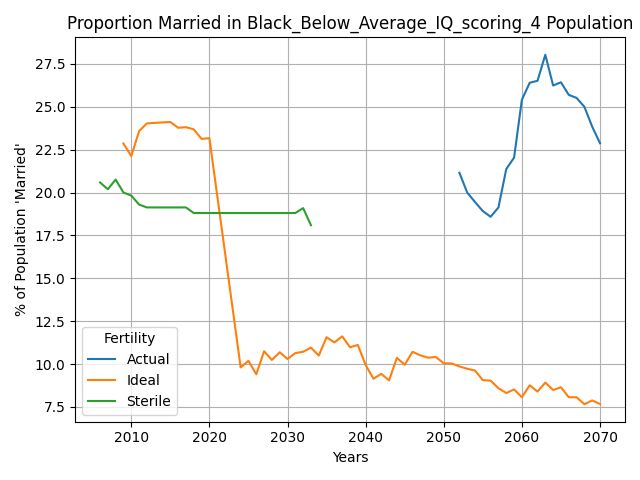 Proportion Married in Black_Below_Average_IQ_scoring_4 Population
% of Population 'Married'
27.5
25.0
22.5
20.0
17.5
15.0
12.5
10.0
7.5
Fertility
Actual
Ideal
Sterile
2010 2020 2030 2040 2050 2060 2070
Years